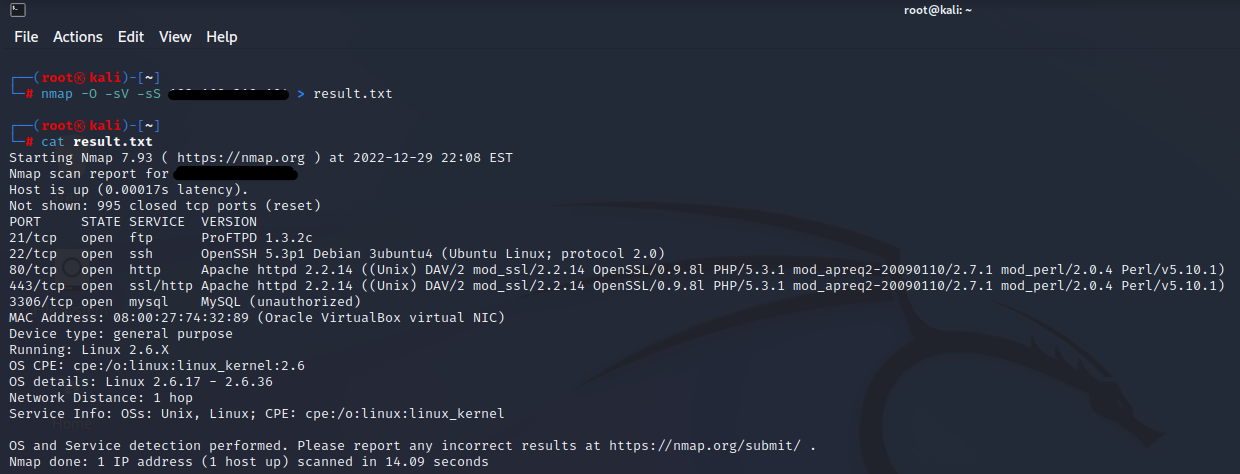 root@kali: ~
File Actions Edit View Help
┌──(root㉿kali)-[~]
└─# nmap -O -sV -sS > result.txt
┌──(root㉿kali)-[~]
└─# cat result.txt
Starting Nmap 7.93 ( https://nmap.org ) at 2022-12-29 22:08 EST
Nmap scan report for
Host is up (0.00017s latency).
Not shown: 995 closed tcp ports (reset)
PORT     STATE SERVICE  VERSION
21/tcp   open  ftp      ProFTPD 1.3.2c
22/tcp   open  ssh      OpenSSH 5.3p1 Debian 3ubuntu4 (Ubuntu Linux; protocol 2.0)
80/tcp   open  http     Apache httpd 2.2.14 ((Unix) DAV/2 mod_ssl/2.2.14 OpenSSL/0.9.8l PHP/5.3.1 mod_apreq2-20090110/2.7.1 mod_perl/2.0.4 Perl/v5.10.1)
443/tcp  open  ssl/http Apache httpd 2.2.14 ((Unix) DAV/2 mod_ssl/2.2.14 OpenSSL/0.9.8l PHP/5.3.1 mod_apreq2-20090110/2.7.1 mod_perl/2.0.4 Perl/v5.10.1)
3306/tcp open  mysql    MySQL (unauthorized)
MAC Address: 08:00:27:74:32:89 (Oracle VirtualBox virtual NIC)
Device type: general purpose
Running: Linux 2.6.X
OS CPE: cpe:/o:linux:linux_kernel:2.6
OS details: Linux 2.6.17 - 2.6.36
Network Distance: 1 hop
Service Info: OSs: Unix, Linux; CPE: cpe:/o:linux:linux_kernel
Home
OS and Service detection performed. Please report any incorrect results at https://nmap.org/submit/ .
Nmap done: 1 IP address (1 host up) scanned in 14.09 seconds